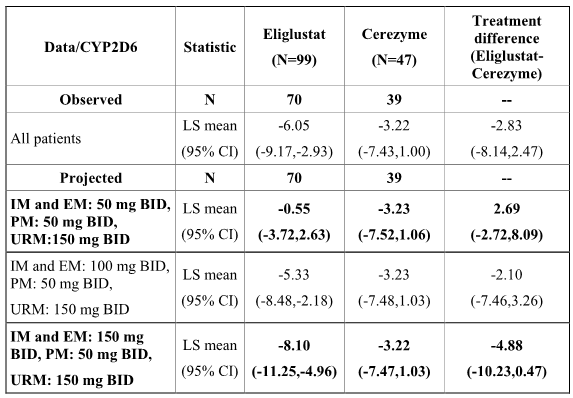 Data/CYP2D6 Statistic Eliglustat (N=99) Cerezyme (N=47) Treatment difference (Eliglustat-Cerezyme)
Observed N 70 39 --
All patients LS mean -6.05 -3.22 -2.83
(95% CI) (-9.17,-2.93) (-7.43,1.00) (-8.14,2.47)
Projected N 70 39 --
IM and EM: 50 mg BID, PM: 50 mg BID, URM:150 mg BID LS mean -0.55 -3.23 2.69
(95% CI) (-3.72,2.63) (-7.52,1.06) (-2.72,8.09)
IM and EM: 100 mg BID, PM: 50 mg BID, URM: 150 mg BID LS mean -5.33 -3.23 -2.10
(95% CI) (-8.48,-2.18) (-7.48,1.03) (-7.46,3.26)
IM and EM: 150 mg BID, PM: 50 mg BID, URM: 150 mg BID LS mean -8.10 -3.22 -4.88
(95% CI) (-11.25,-4.96) (-7.47,1.03) (-10.23,0.47)